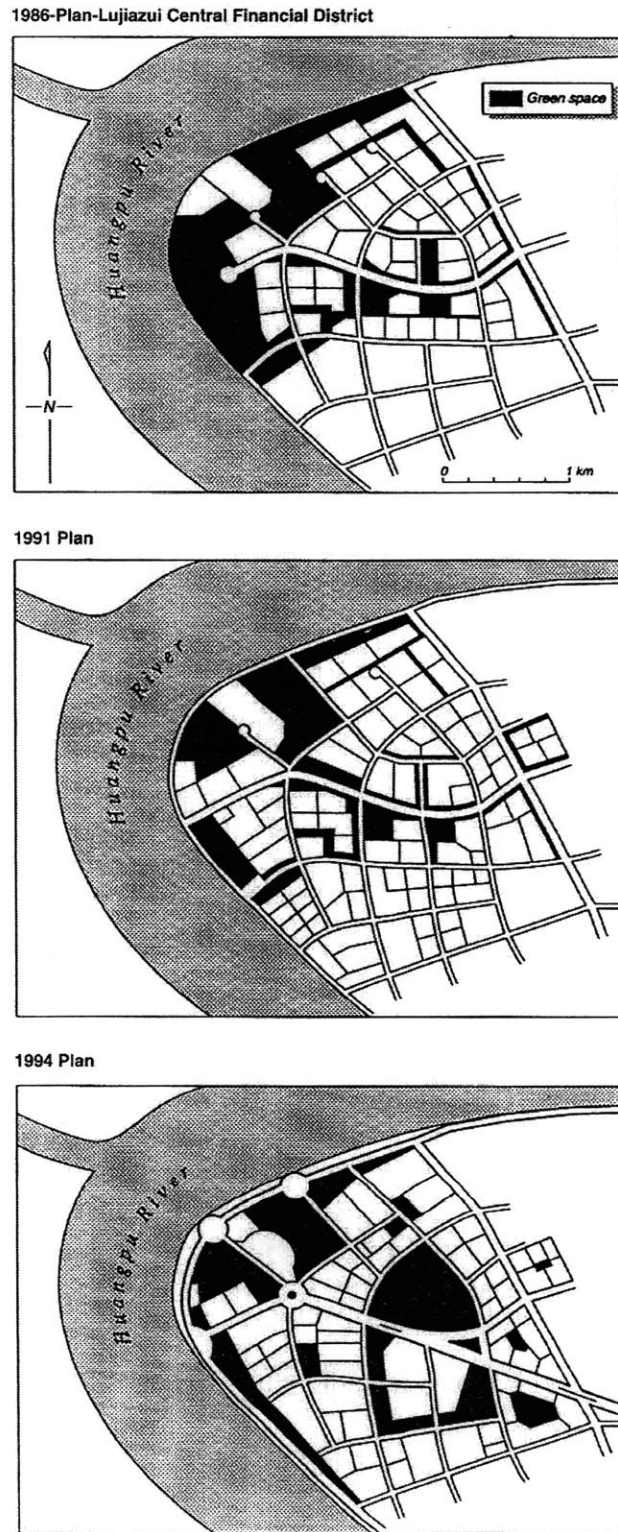 1986-Plan-Lujiazui Central Financial District
Green space
Huangpu River
N
0 1 km
1991 Plan
Huangpu River
1994 Plan
Huangpu River